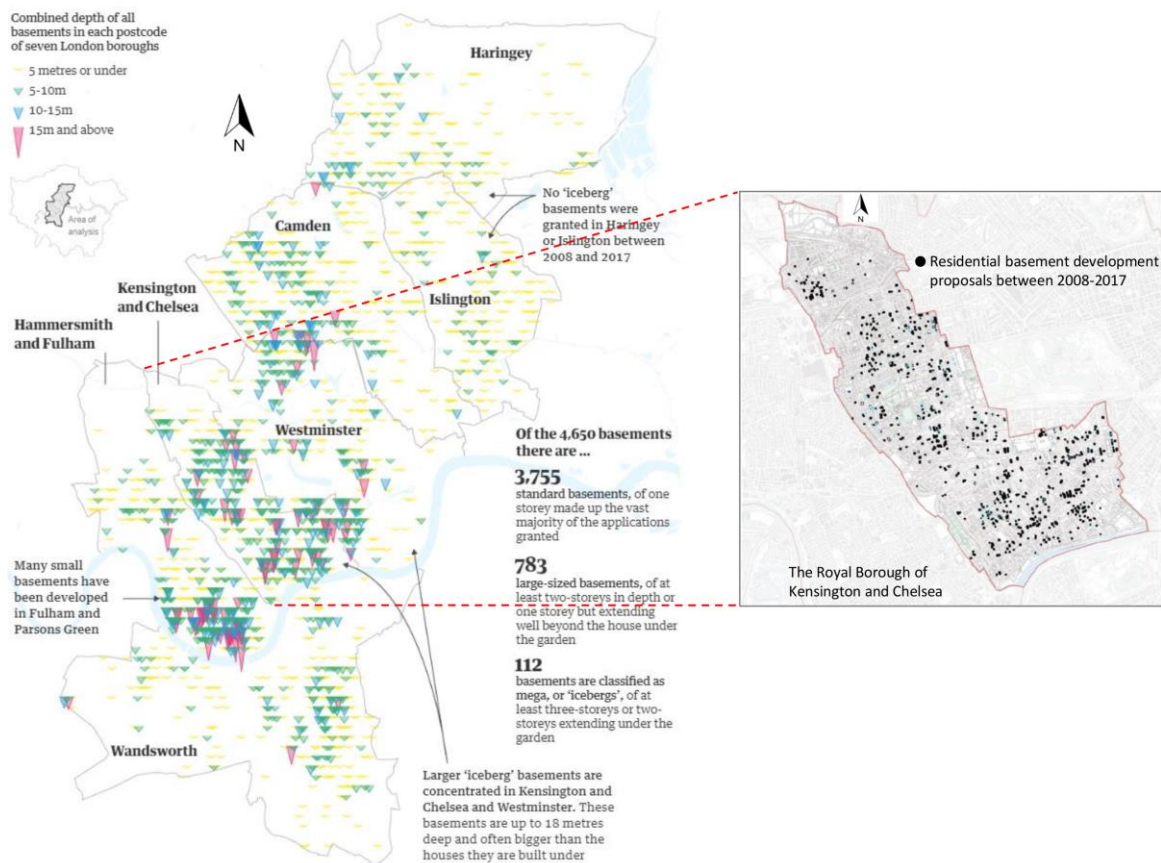 Combined depth of all
basements in each postcode
of seven London boroughs
5 metres or under
5-10m
10-15m
15m and above
N
Area of
analysis
Haringey
No ‘iceberg’
basements were
granted in Haringey
or Islington between
2008 and 2017
Camden
Islington
Kensington
and Chelsea
Hammersmith
and Fulham
Westminster
Of the 4,650 basements
there are ...
3,755
standard basements, of one
storey made up the vast
majority of the applications
granted
783
large-sized basements, of at
least two-storeys in depth or
one storey but extending
well beyond the house under
the garden
112
basements are classified as
mega, or ‘icebergs’, of at
least three-storeys or two-
storeys extending under the
garden
Many small
basements have
been developed
in Fulham and
Parsons Green
Wandsworth
Larger ‘iceberg’ basements are
concentrated in Kensington and
Chelsea and Westminster. These
basements are up to 18 metres
deep and often bigger than the
houses they are built under
N
Residential basement development
proposals between 2008-2017
The Royal Borough of
Kensington and Chelsea